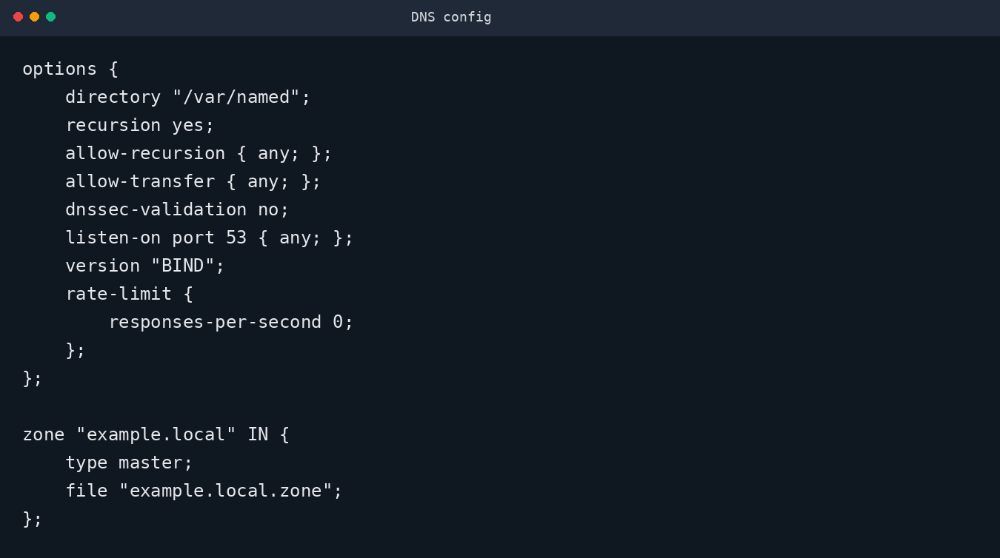 DNS config
options {
    directory "/var/named";
    recursion yes;
    allow-recursion { any; };
    allow-transfer { any; };
    dnssec-validation no;
    listen-on port 53 { any; };
    version "BIND";
    rate-limit {
        responses-per-second 0;
    };
};

zone "example.local" IN {
    type master;
    file "example.local.zone";
};